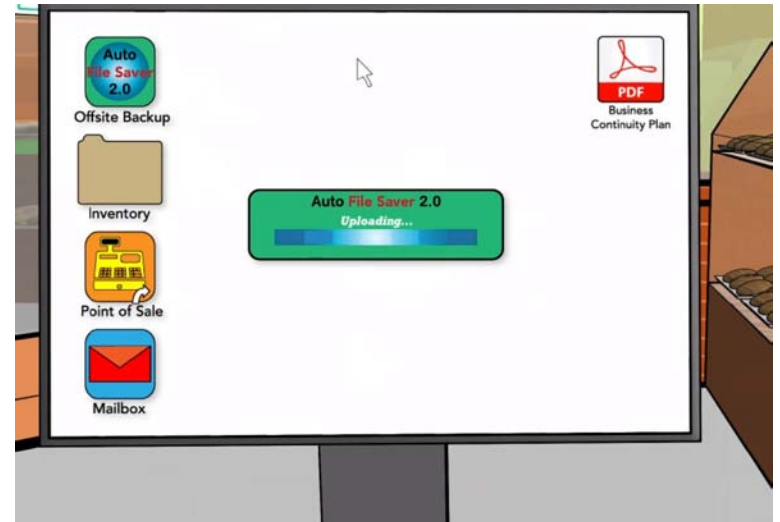 Auto
File Saver
2.0
Offsite Backup
Inventory
Point of Sale
Mailbox
Auto File Saver 2.0
Uploading...
PDF
Business
Continuity Plan